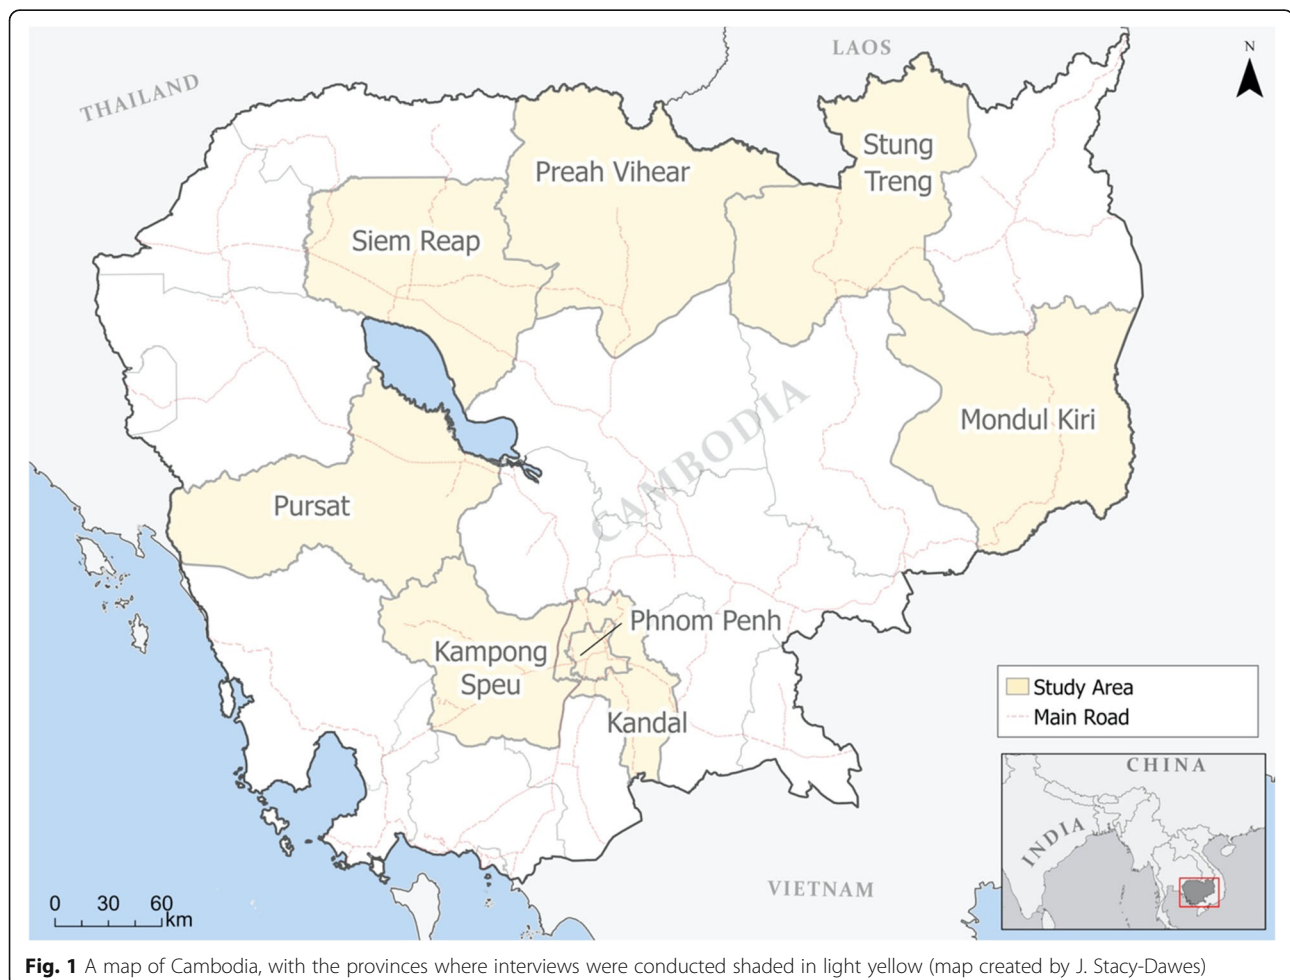 THAILAND
LAOS
N
Stung
Treng
Preah Vihear
Siem Reap
CAMBODIA
Mondul Kiri
Pursat
Phnom Penh
Kampong
Speu
Kandal
Study Area
Main Road
CHINA
INDIA
VIETNAM
0 30 60
km
Fig. 1 A map of Cambodia, with the provinces where interviews were conducted shaded in light yellow (map created by J. Stacy-Dawes)